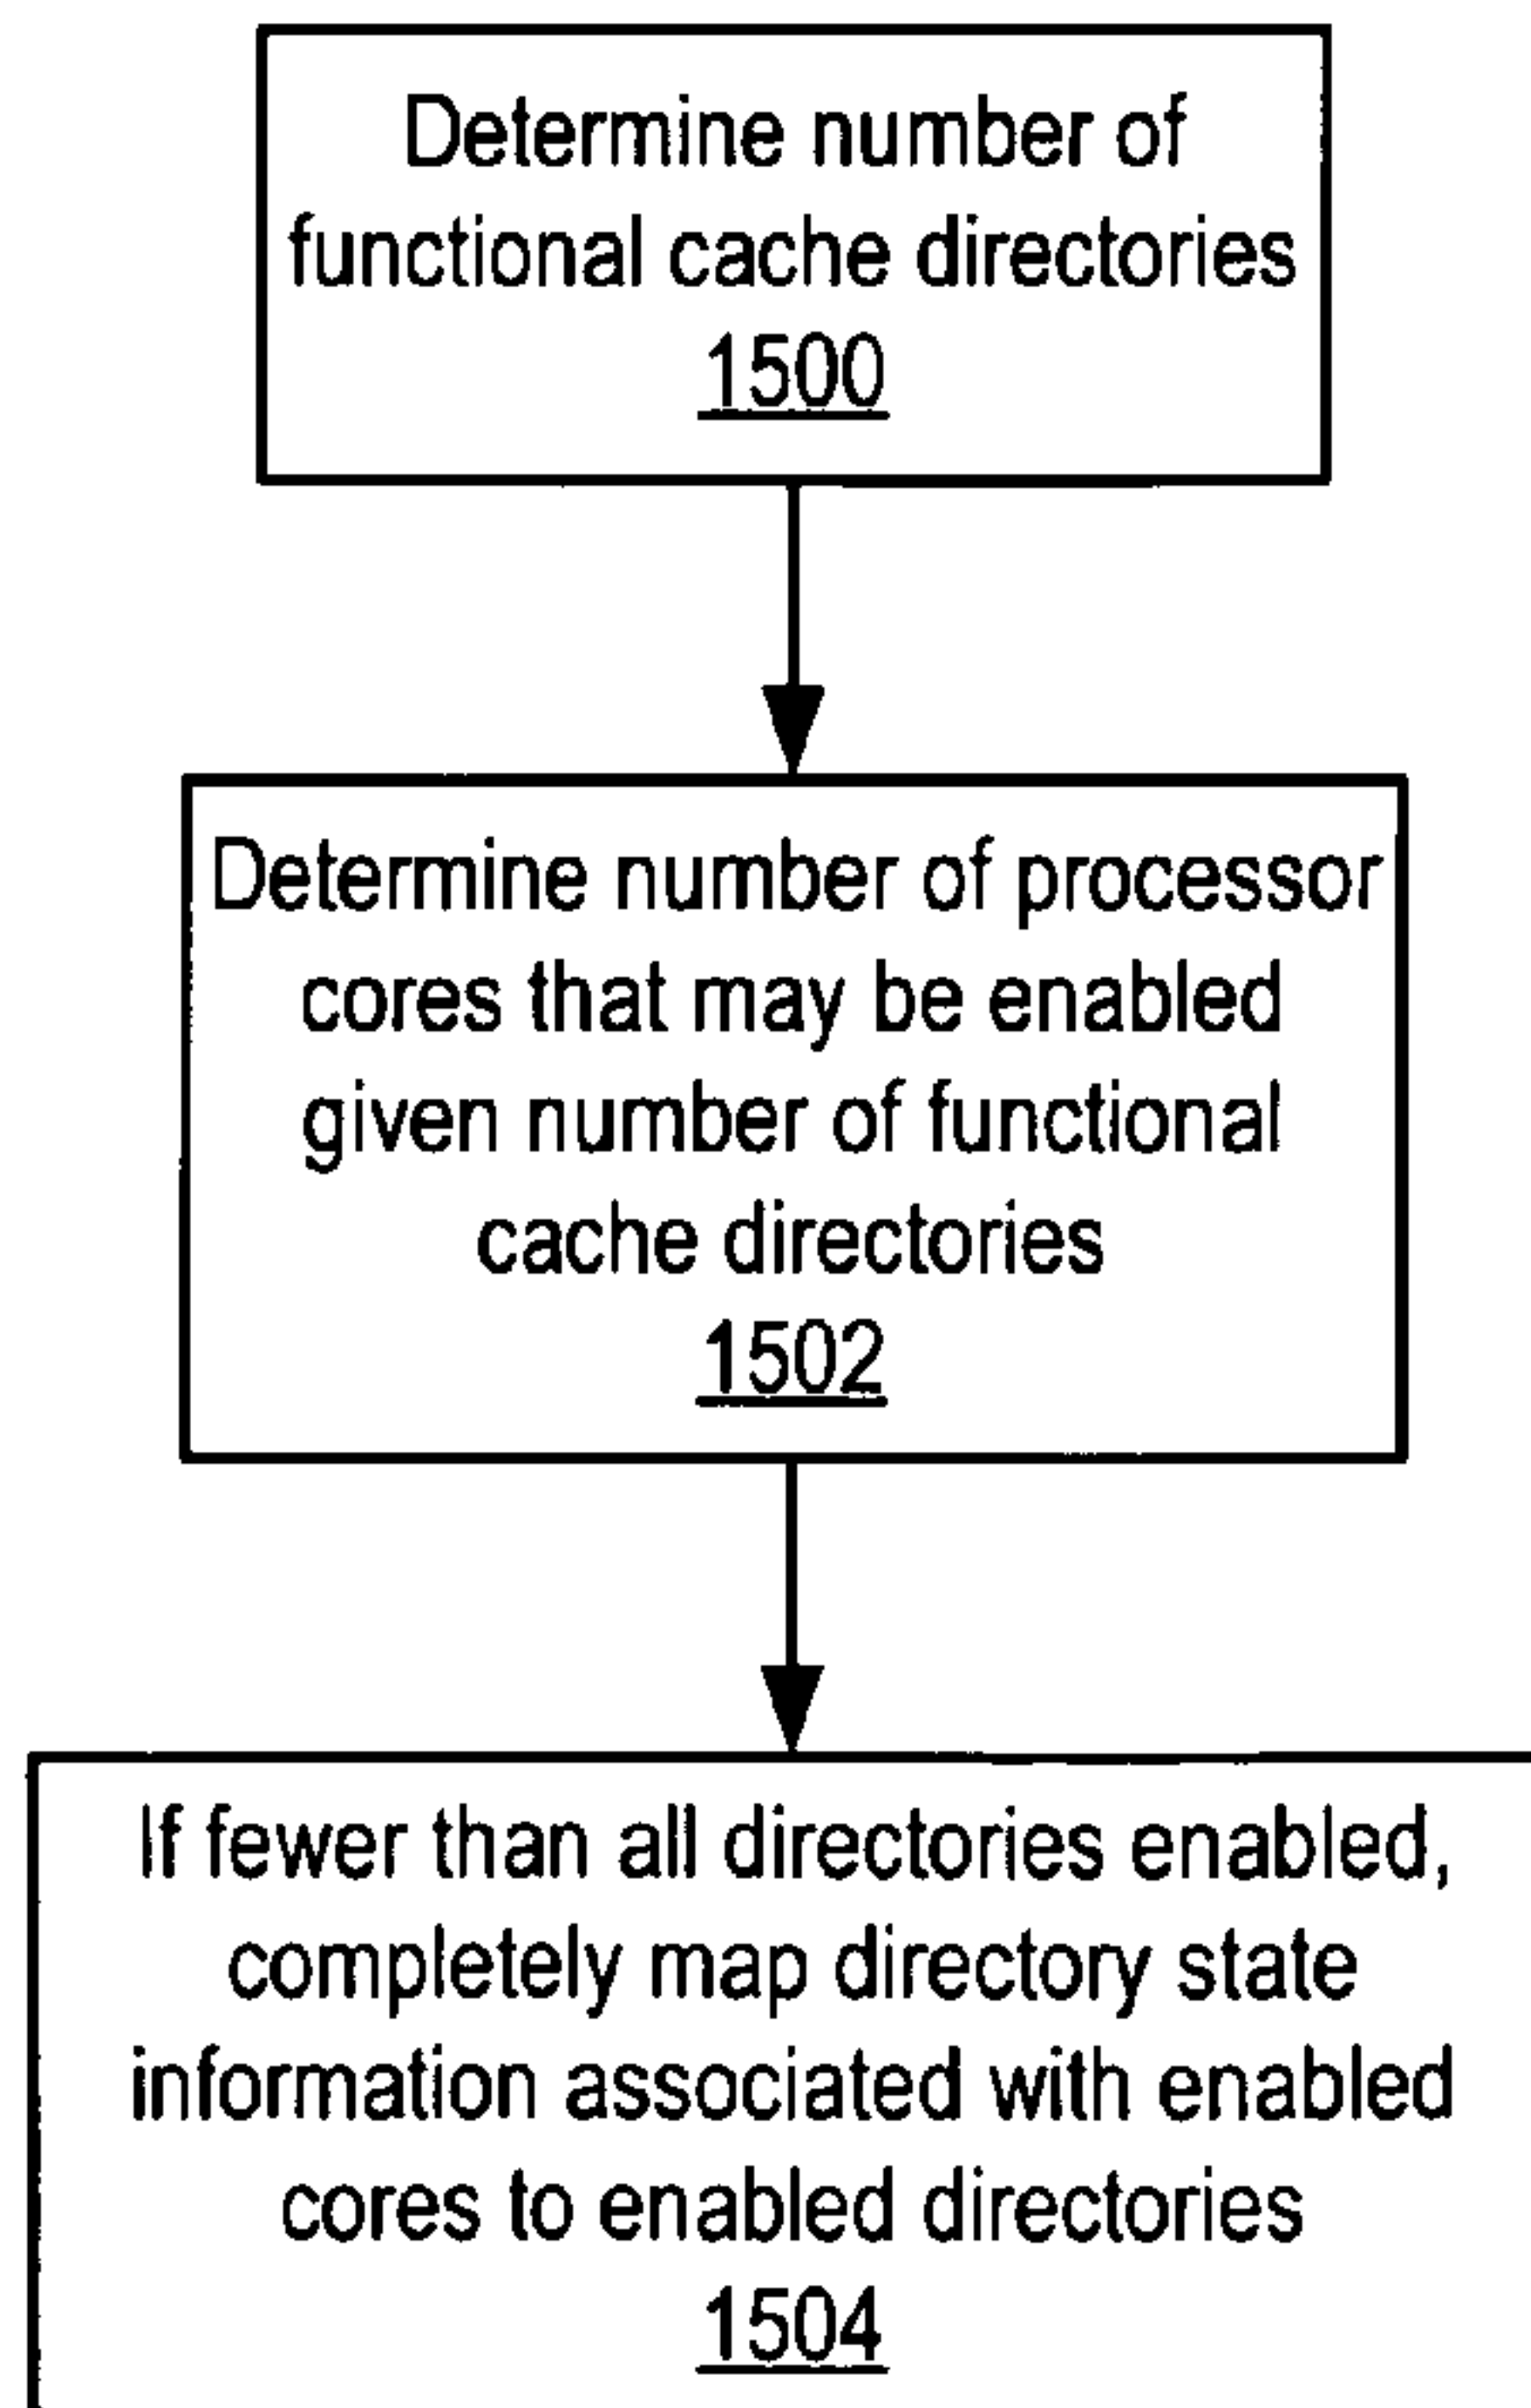 Determine number of
functional cache directories
1500
Determine number of processor
cores that may be enabled
given number of functional
cache directories
1502
If fewer than all directories enabled,
completely map directory state
information associated with enabled
cores to enabled directories
1504